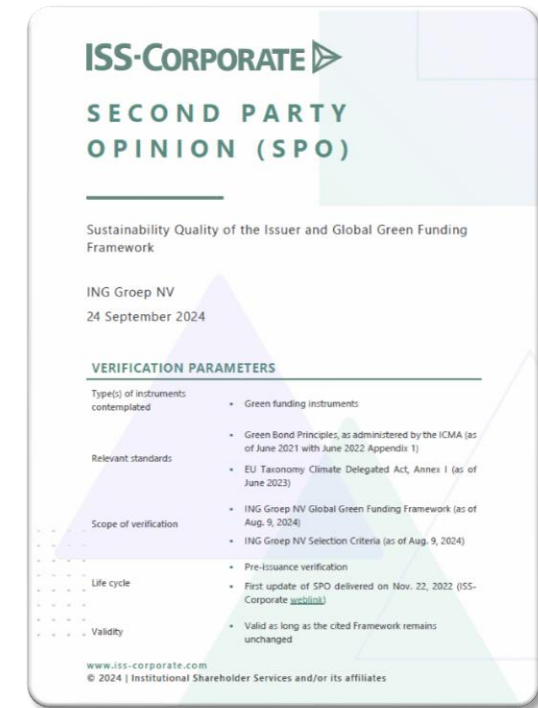 ISS-CORPORATE
SECOND PARTY
OPINION (SPO)
Sustainability Quality of the Issuer and Global Green Funding
Framework
ING Groep NV
24 September 2024
VERIFICATION PARAMETERS
Type(s) of instruments
contemplated
• Green funding instruments
Relevant standards
• Green Bond Principles, as administered by the ICMA (as
of June 2021 with June 2022 Appendix 1)
• EU Taxonomy Climate Delegated Act, Annex I (as of
June 2023)
Scope of verification
• ING Groep NV Global Green Funding Framework (as of
Aug. 9, 2024)
• ING Groep NV Selection Criteria (as of Aug. 9, 2024)
Life cycle
• Pre-issuance verification
• First update of SPO delivered on Nov. 22, 2022 (ISS-
Corporate weblink)
Validity
• Valid as long as the cited Framework remains
unchanged
www.iss-corporate.com
© 2024 | Institutional Shareholder Services and/or its affiliates